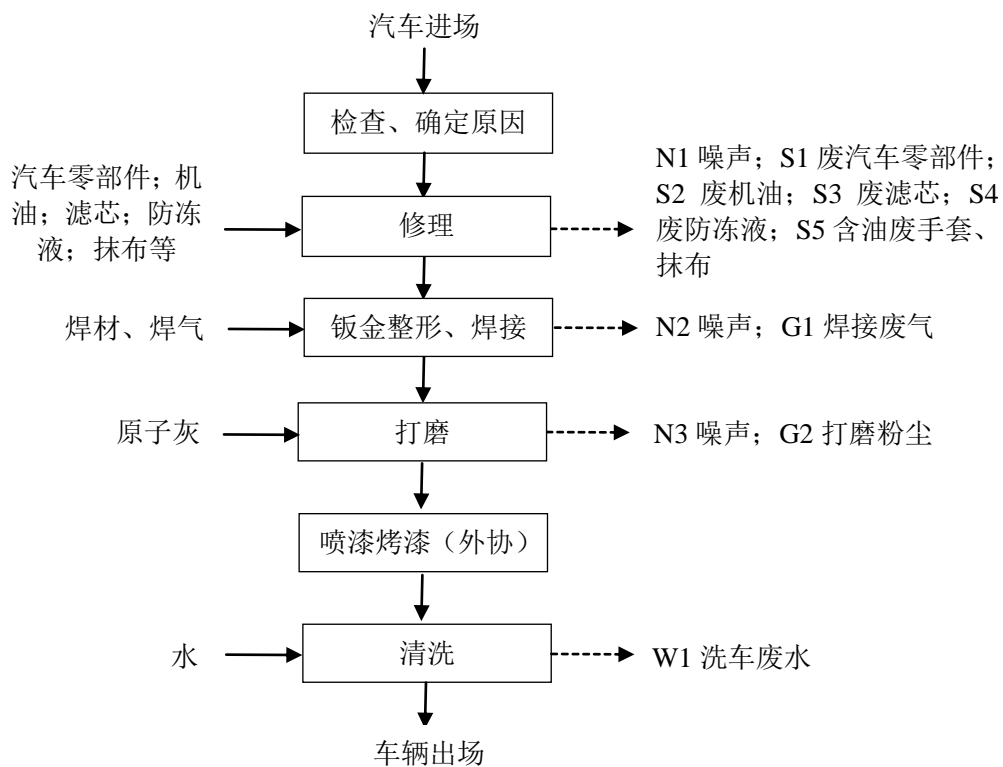 汽车进场
检查、确定原因
汽车零部件；机
油；滤芯；防冻
液；抹布等
修理
N1 噪声；S1 废汽车零部件；
S2 废机油；S3 废滤芯；S4
废防冻液；S5 含油废手套、
抹布
焊材、焊气
钣金整形、焊接
N2 噪声；G1 焊接废气
原子灰
打磨
N3 噪声；G2 打磨粉尘
喷漆烤漆（外协）
水
清洗
W1 洗车废水
车辆出场